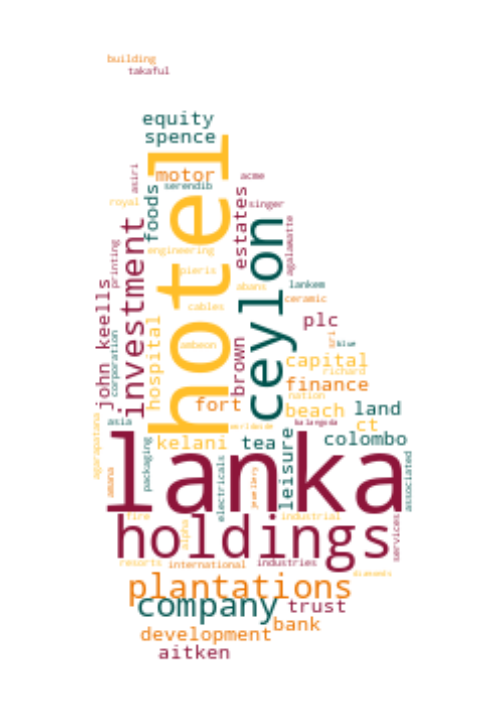 building
takaful
equity
spence
hotel
motor
acme
asiri
serendib
foods
estates
royal
singer
investment
ceylon
agalawatte
printing
engineering
pieris
john keells
abans
lankem
ceramic
cables
plc
corporation
hospital
sri
blue
ambeon
brown
capital
richard
finance
nation
fort
beach
land
agarapatana
asia
worldwide
balangoda
ct
kelani
tea
colombo
lanka
packaging
leisure
associated
amana
electricals
fire
alpha
industrial
holdings
services
resorts
international
industries
diamonds
plantations
company
trust
bank
development
aitken